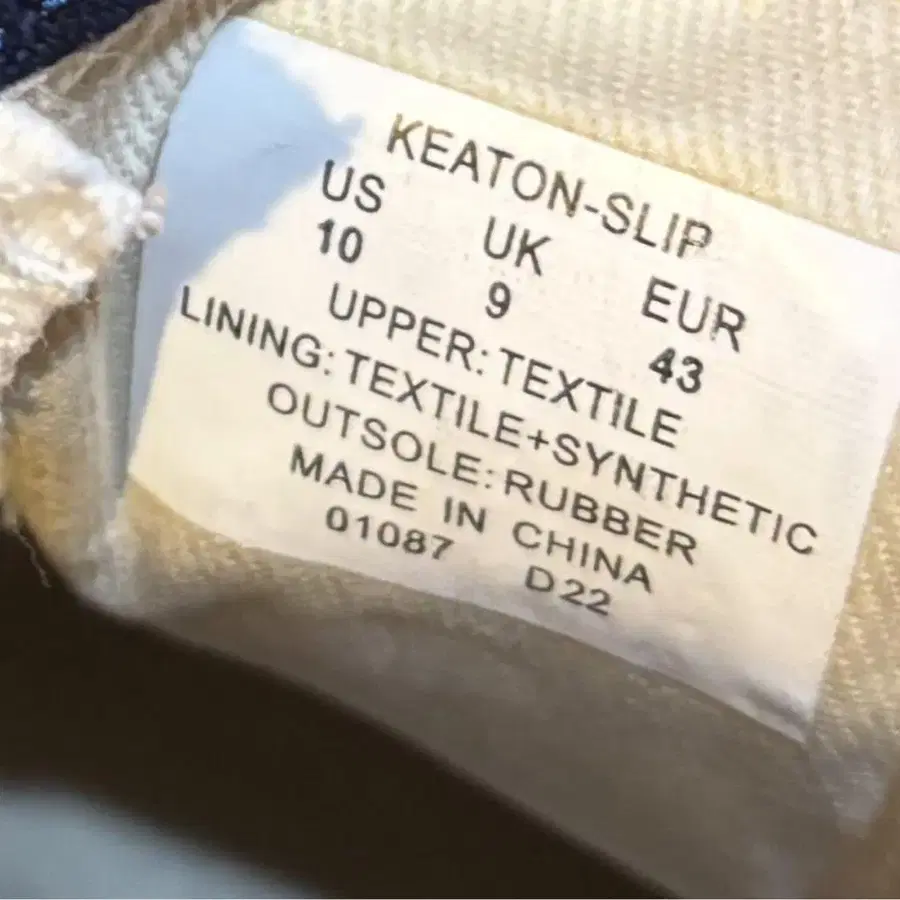 KEATON-SLIP
US UK EUR
10 9 43
UPPER: TEXTILE
LINING: TEXTILE+SYNTHETIC
OUTSOLE: RUBBER
MADE IN CHINA
01087 D22